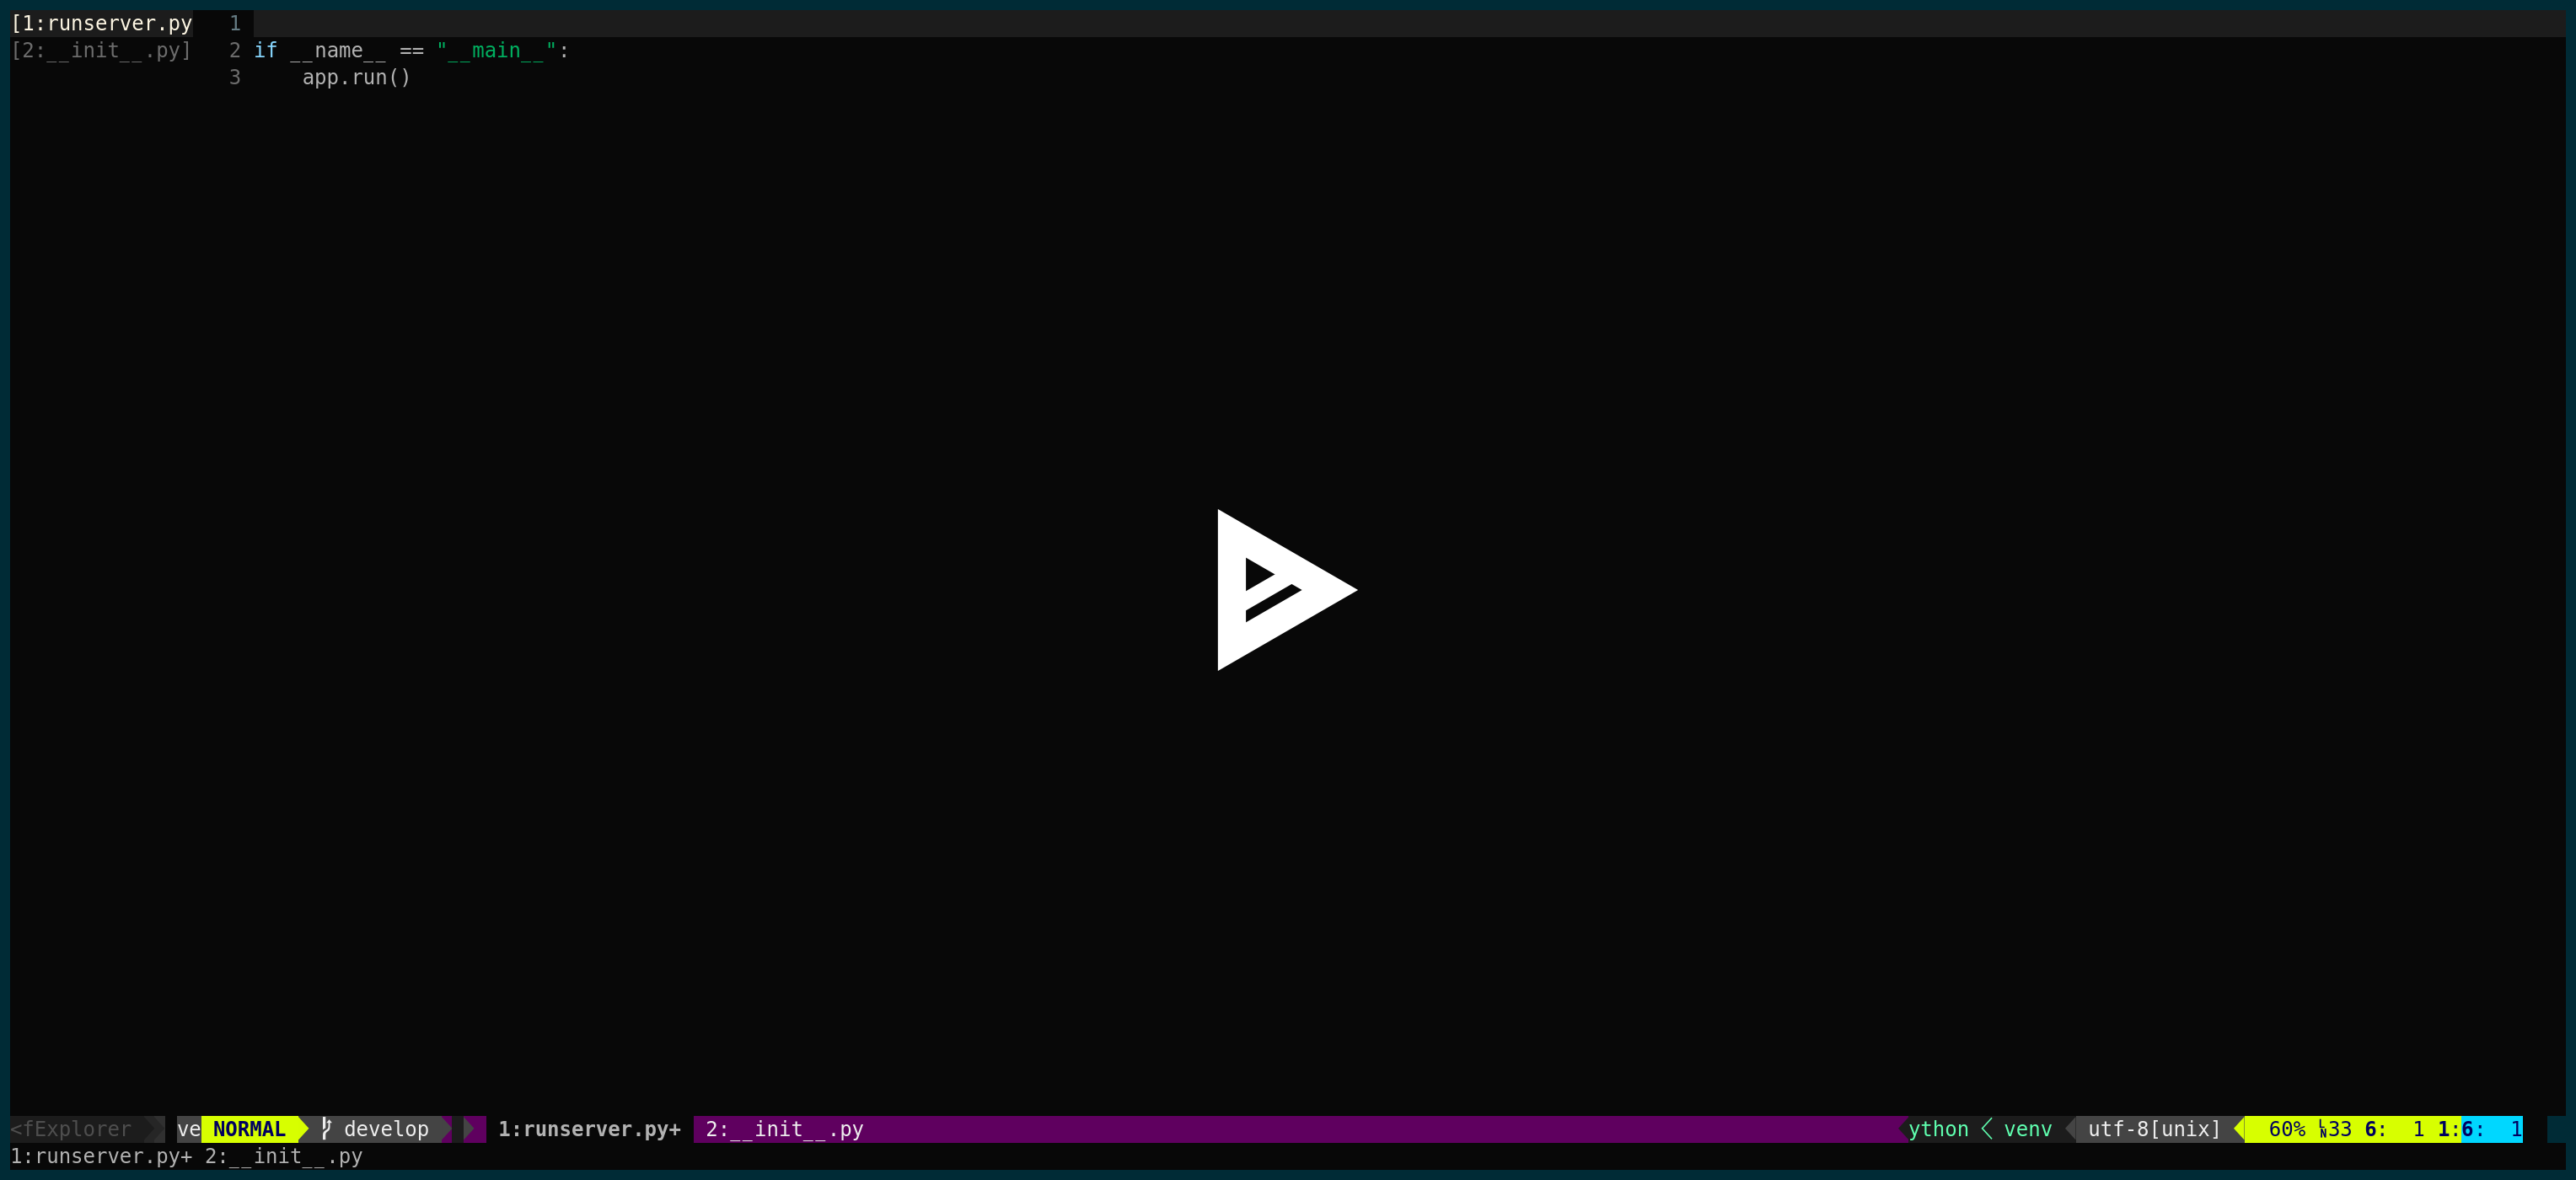 [1:runserver.py 1
[2:__init__.py] 2 if __name__ == "__main__":
3     app.run()
<fExplorer ve NORMAL develop 1:runserver.py+ 2:__init__.py ython venv utf-8[unix] 60% 33 6: 1 1:6: 1
1:runserver.py+ 2:__init__.py